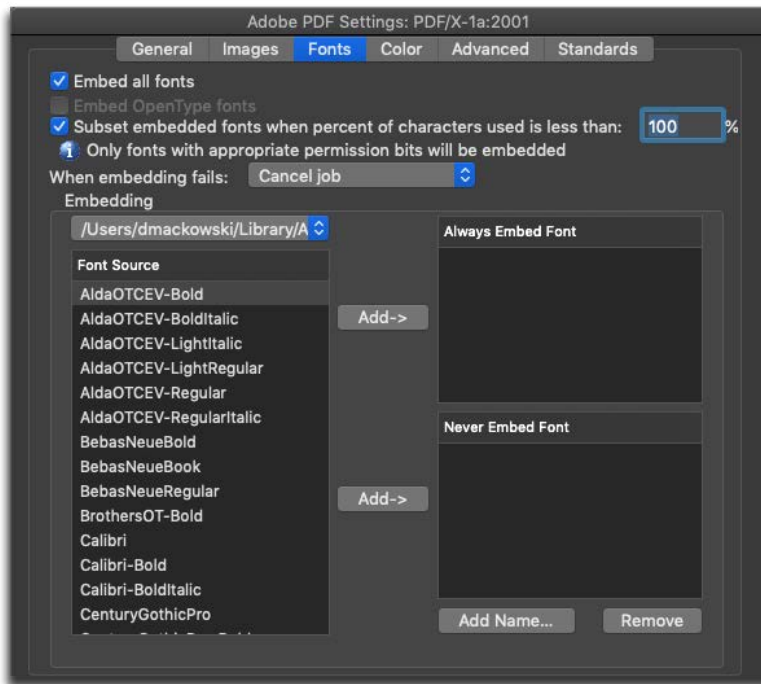 Adobe PDF Settings: PDF/X-1a:2001
General Images Fonts Color Advanced Standards
Embed all fonts
Embed OpenType fonts
Subset embedded fonts when percent of characters used is less than: 100 %
Only fonts with appropriate permission bits will be embedded
When embedding fails: Cancel job
Embedding
/Users/dmackowski/Library/A
Font Source
AldaOTCEV-Bold
AldaOTCEV-BoldItalic
AldaOTCEV-LightItalic
AldaOTCEV-LightRegular
AldaOTCEV-Regular
AldaOTCEV-RegularItalic
BebasNeueBold
BebasNeueBook
BebasNeueRegular
BrothersOT-Bold
Calibri
Calibri-Bold
Calibri-BoldItalic
CenturyGothicPro
Add->
Add->
Always Embed Font
Never Embed Font
Add Name...
Remove